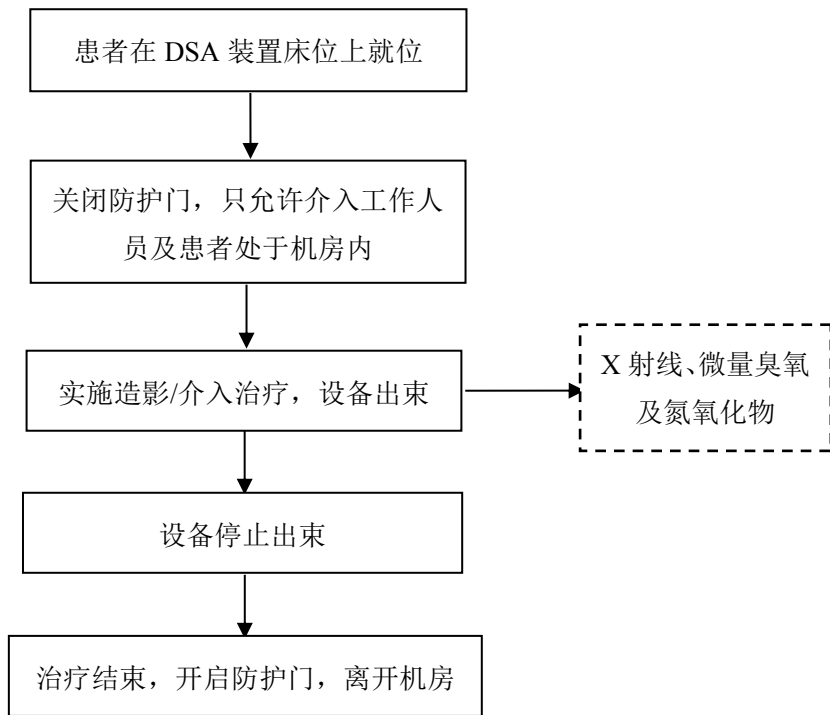 患者在 DSA 装置床位上就位
关闭防护门，只允许介入工作人
员及患者处于机房内
实施造影/介入治疗，设备出束
X 射线、微量臭氧
及氮氧化物
设备停止出束
治疗结束，开启防护门，离开机房